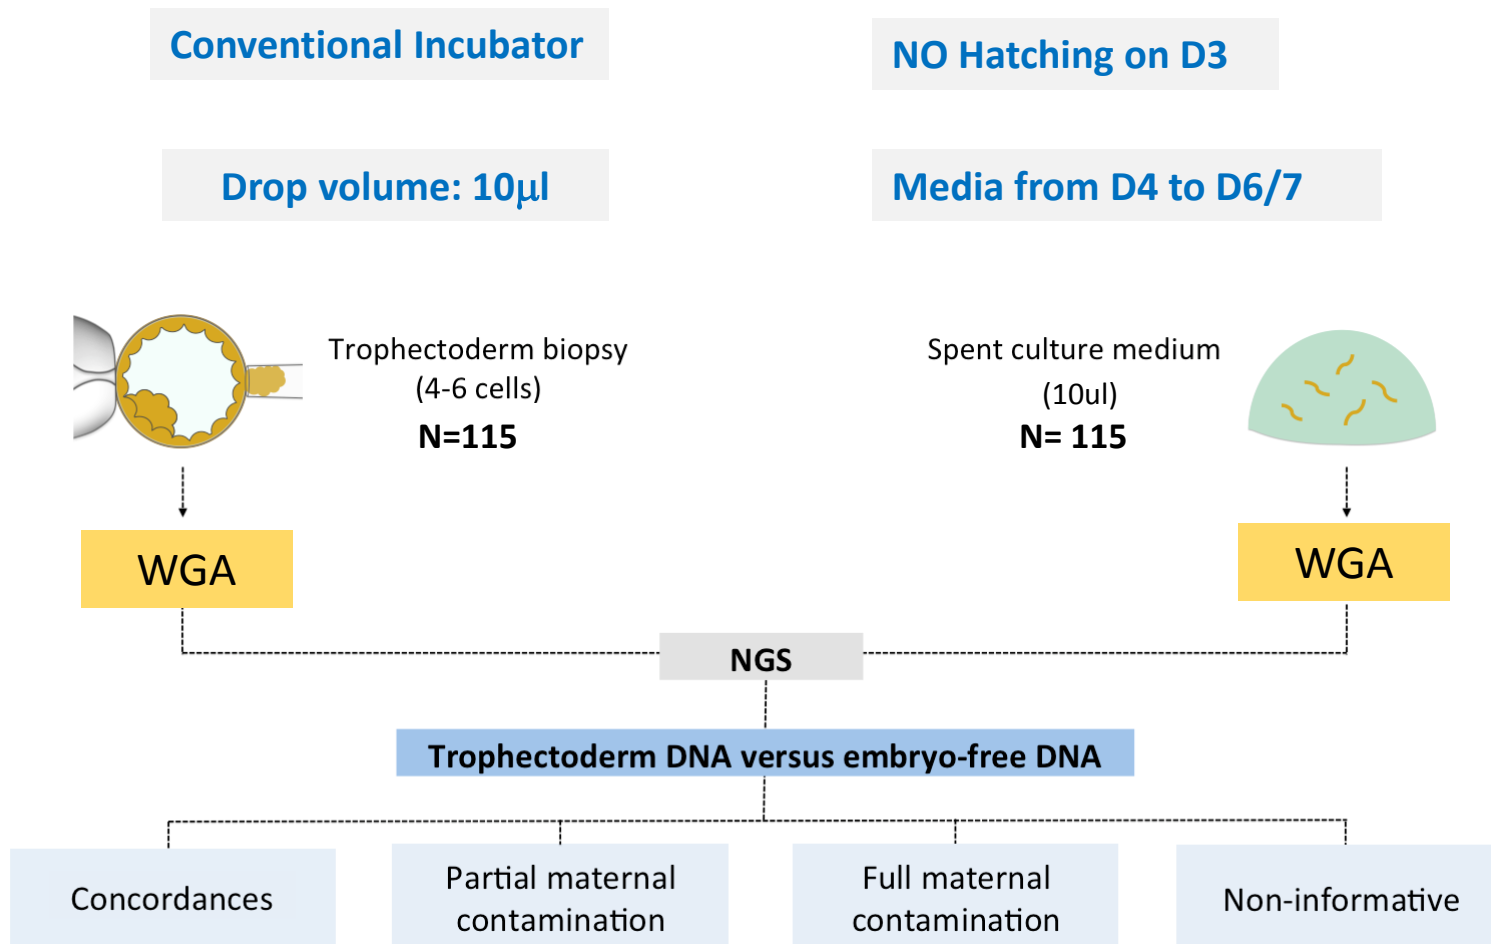 Conventional Incubator
NO Hatching on D3
Drop volume: 10μl
Media from D4 to D6/7
Trophectoderm biopsy
(4-6 cells)
N=115
Spent culture medium
(10ul)
N= 115
WGA
WGA
NGS
Trophectoderm DNA versus embryo-free DNA
Concordances
Partial maternal
contamination
Full maternal
contamination
Non-informative